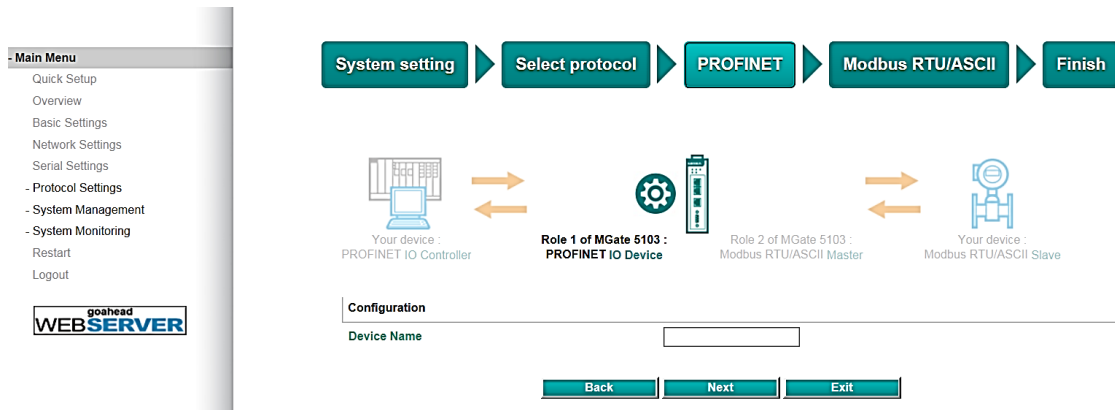 - Main Menu
Quick Setup
Overview
Basic Settings
Network Settings
Serial Settings
- Protocol Settings
- System Management
- System Monitoring
Restart
Logout
goahead
WEBSERVER
System setting
Select protocol
PROFINET
Modbus RTU/ASCII
Finish
Your device :
PROFINET IO Controller
Role 1 of MGate 5103 :
PROFINET IO Device
Role 2 of MGate 5103 :
Modbus RTU/ASCII Master
Your device :
Modbus RTU/ASCII Slave
Configuration
Device Name
Back
Next
Exit